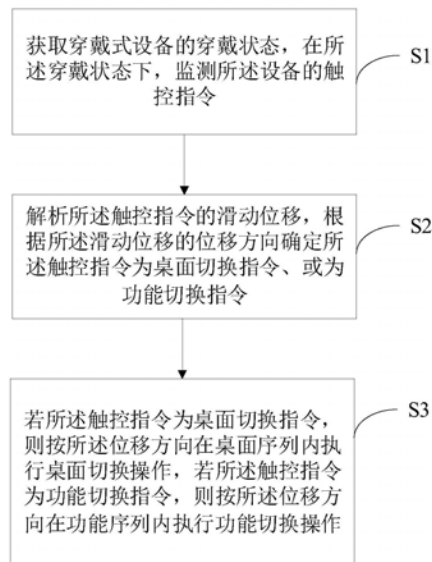 获取穿戴式设备的穿戴状态，在所
述穿戴状态下，监测所述设备的触
控指令
S1
解析所述触控指令的滑动位移，根
据所述滑动位移的位移方向确定所
述触控指令为桌面切换指令、或为
功能切换指令
S2
若所述触控指令为桌面切换指令，
则按所述位移方向在桌面序列内执
行桌面切换操作，若所述触控指令
为功能切换指令，则按所述位移方
向在功能序列内执行功能切换操作
S3